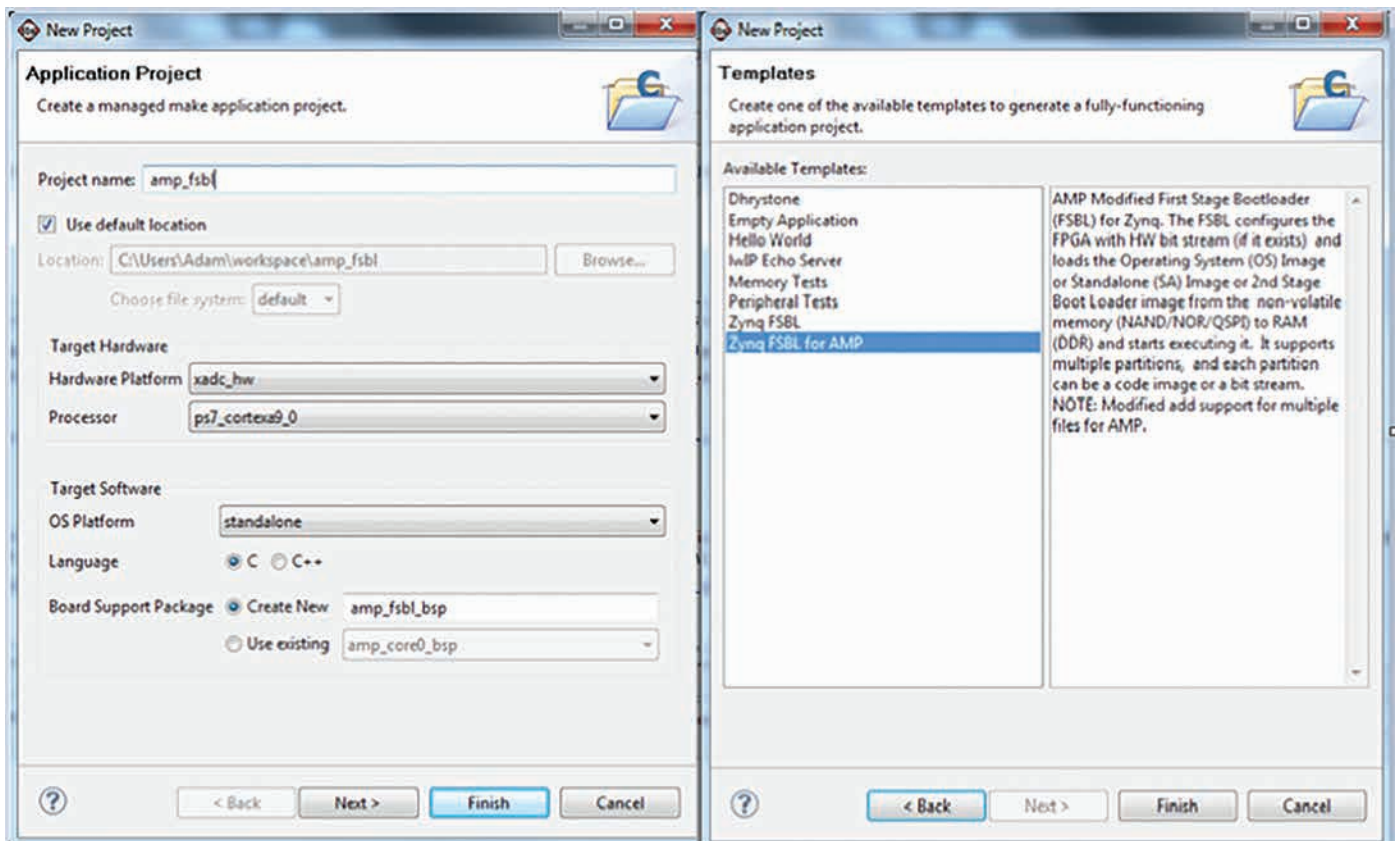 New Project
Application Project
Create a managed make application project.
Project name: amp_fsbl
Use default location
Location: C:\Users\Adam\workspace\amp_fsbl Browse...
Choose file system: default
Target Hardware
Hardware Platform xadc_hw
Processor ps7_cortexa9_0
Target Software
OS Platform standalone
Language C C++
Board Support Package Create New amp_fsbl_bsp
Use existing amp_core0_bsp
? < Back Next > Finish Cancel
New Project
Templates
Create one of the available templates to generate a fully-functioning
application project.
Available Templates:
Dhrystone
Empty Application
Hello World
lwIP Echo Server
Memory Tests
Peripheral Tests
Zynq FSBL
Zynq FSBL for AMP
AMP Modified First Stage Bootloader
(FSBL) for Zynq. The FSBL configures the
FPGA with HW bit stream (if it exists) and
loads the Operating System (OS) Image
or Standalone (SA) Image or 2nd Stage
Boot Loader image from the non-volatile
memory (NAND/NOR/QSPI) to RAM
(DDR) and starts executing it. It supports
multiple partitions, and each partition
can be a code image or a bit stream.
NOTE: Modified add support for multiple
files for AMP.
? < Back Next > Finish Cancel